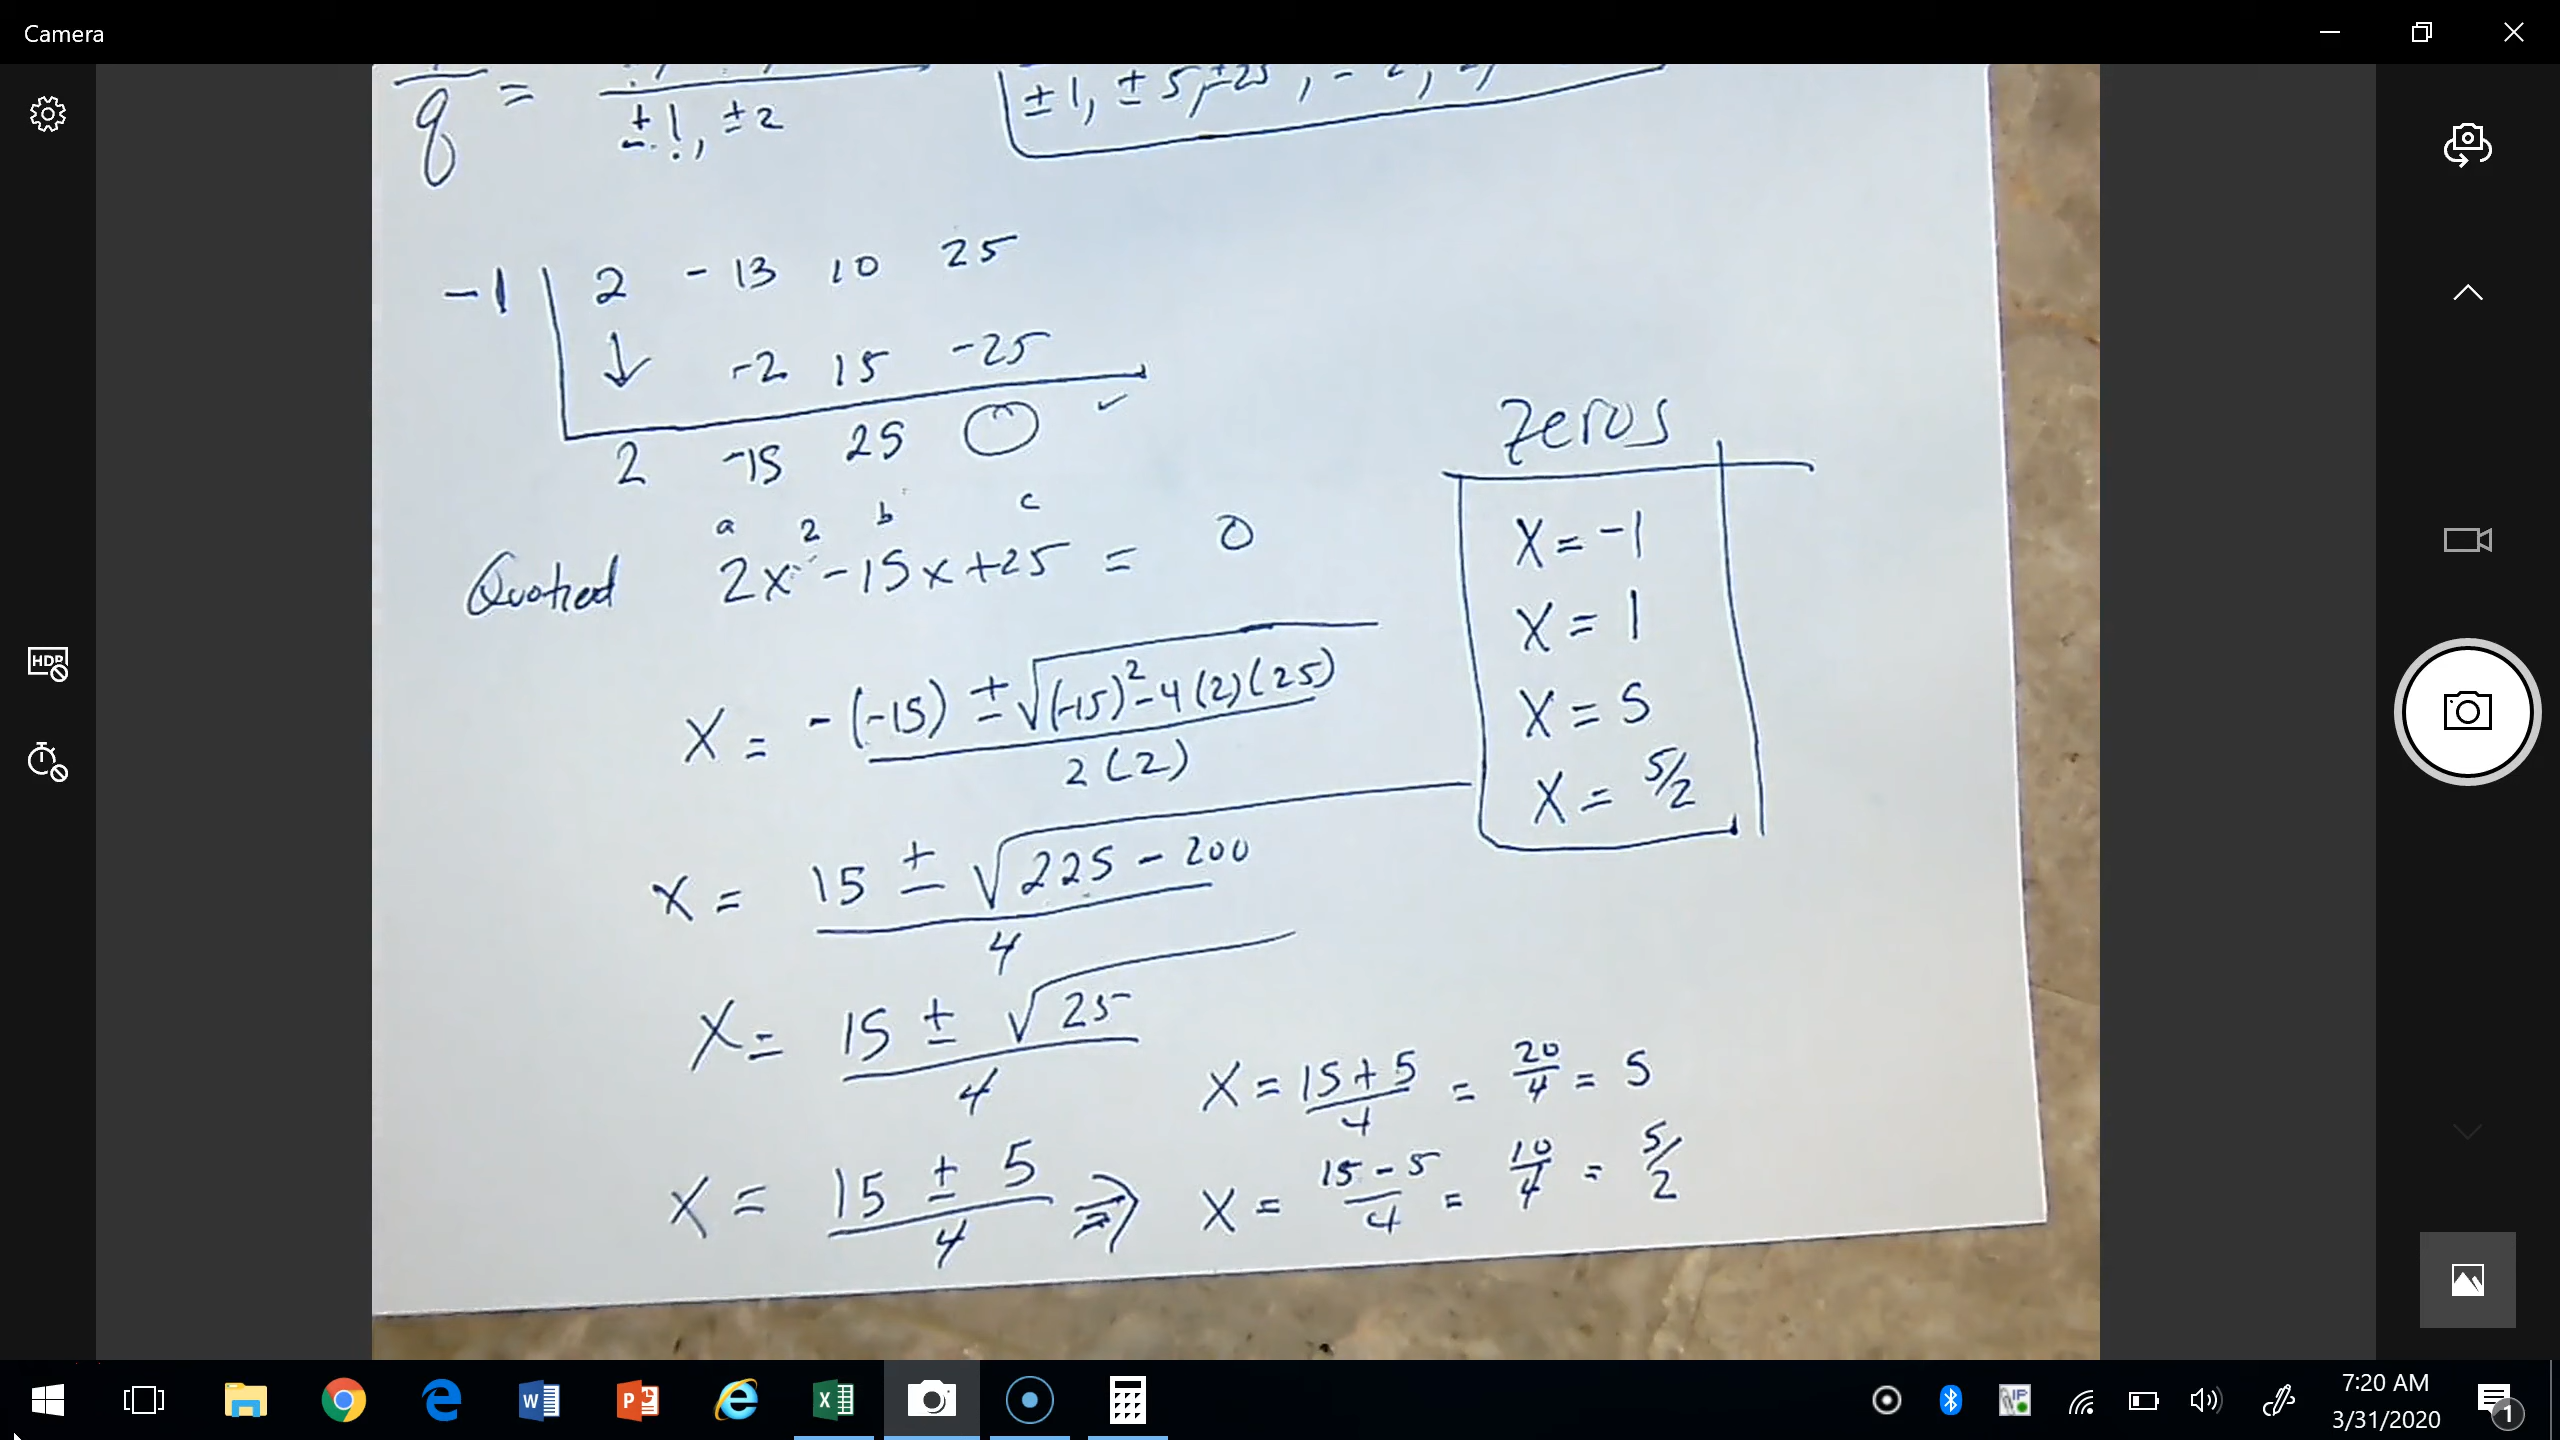 Camera
q = ±1, ±2
±1, ±5, ±25,
-1 2 -13 10 25
↓ -2 15 -25
2 -15 25 0 ✓
zeros
a b c
2x² - 15x + 25 = 0
x = -1
x = 1
x = 5
x = 5/2
x = -(-15) ± √(-15)² - 4(2)(25)
2(2)
x = 15 ± √225 - 200
4
x = 15 ± √25
4
x = 15 + 5 / 4 = 20/4 = 5
x = 15 ± 5 / 4 ⇒ x = 15 - 5 / 4 = 10/4 = 5/2
HDR
7:20 AM
3/31/2020
1